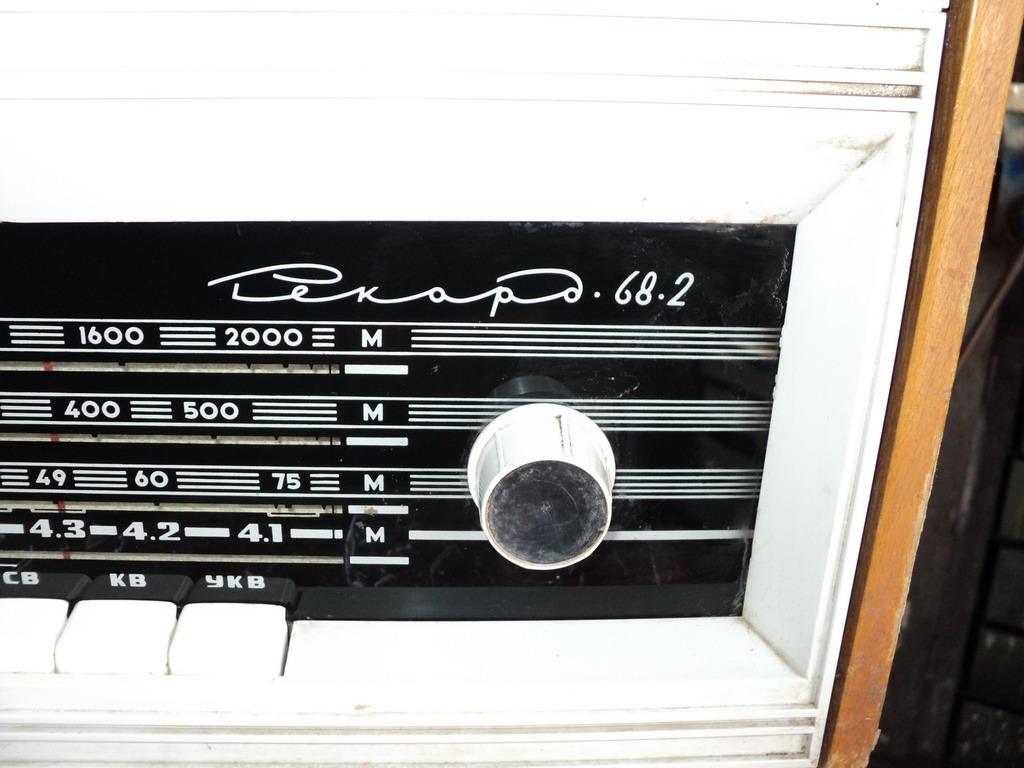 Рекорд·68·2
1600 2000 М
400 500 М
49 60 75 М
4.3 4.2 4.1 М
СВ КВ УКВ